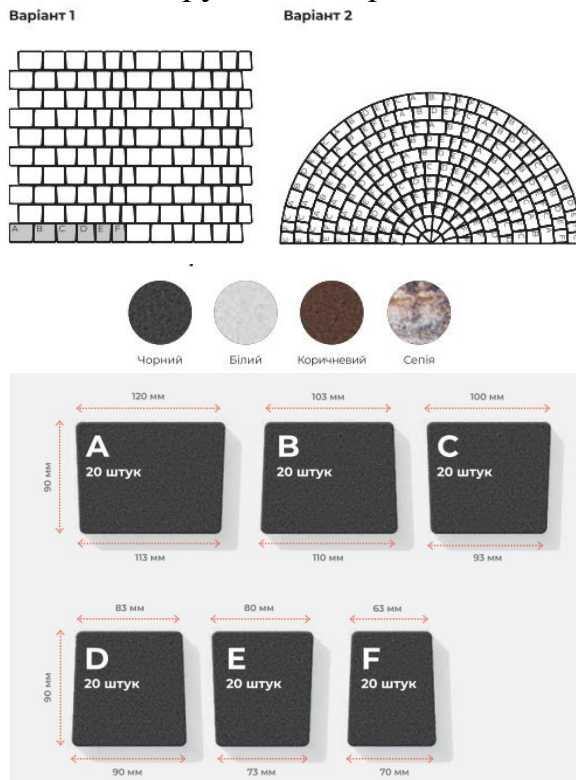 Варіант 1
Варіант 2
A B C D E F
Чорний
Білий
Коричневий
Сепія
120 мм
103 мм
100 мм
90 мм
A
20 штук
B
20 штук
C
20 штук
113 мм
110 мм
93 мм
83 мм
80 мм
63 мм
90 мм
D
20 штук
E
20 штук
F
20 штук
90 мм
73 мм
70 мм